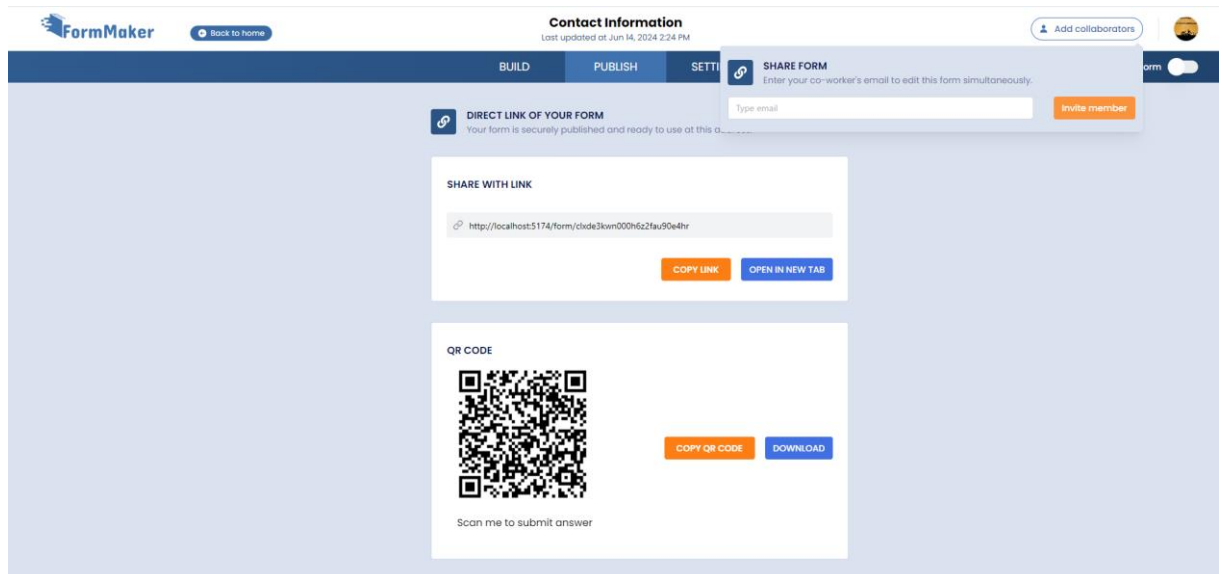 FormMaker
Back to home
Contact Information
Last updated at Jun 14, 2024 2:24 PM
Add collaborators
BUILD
PUBLISH
SETTI
orm
SHARE FORM
Enter your co-worker's email to edit this form simultaneously.
Type email
Invite member
DIRECT LINK OF YOUR FORM
Your form is securely published and ready to use at this
SHARE WITH LINK
http://localhost:5174/form/clxde3kwn000h6z2fau90e4hr
COPY LINK
OPEN IN NEW TAB
QR CODE
COPY QR CODE
DOWNLOAD
Scan me to submit answer